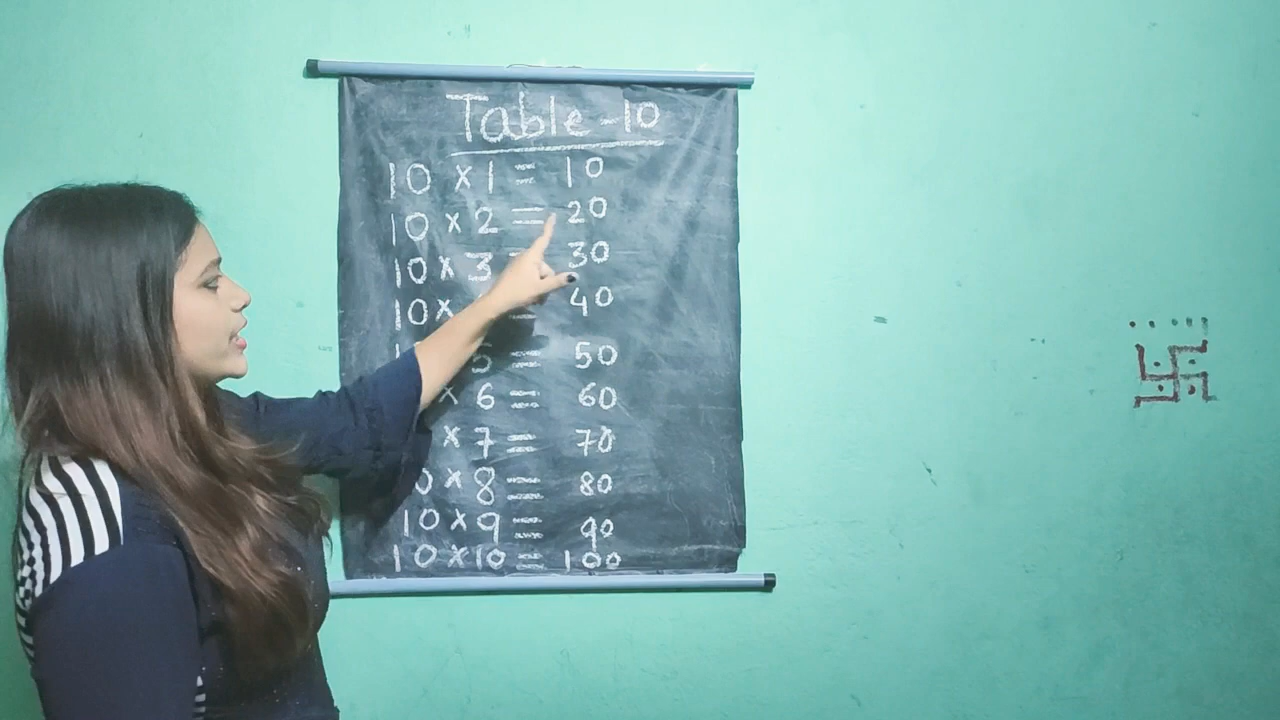 Table - 10
10 × 1 = 10
10 × 2 = 20
10 × 3 = 30
10 × = 40
5 = 50
× 6 = 60
× 7 = 70
0 × 8 = 80
10 × 9 = 90
10 × 10 = 100